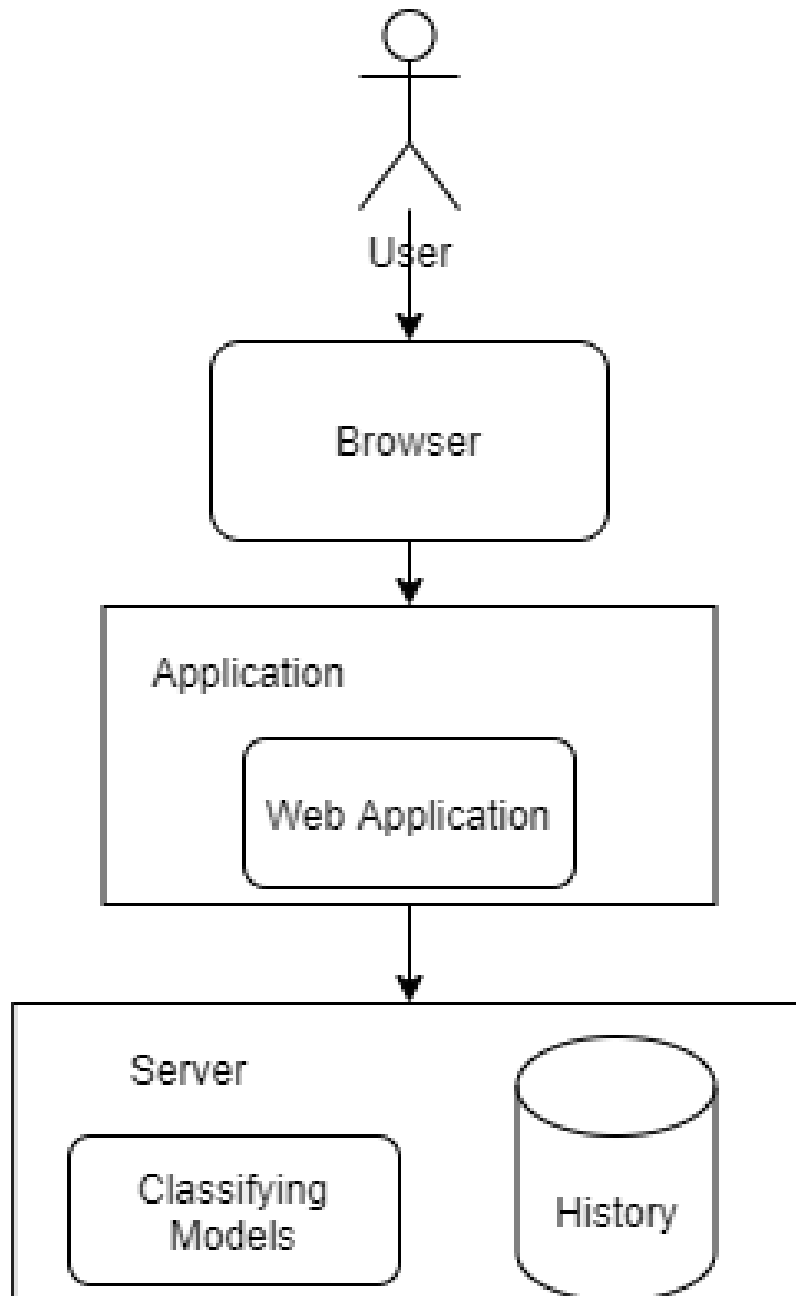 User
Browser
Application
Web Application
Server
Classifying
Models
History